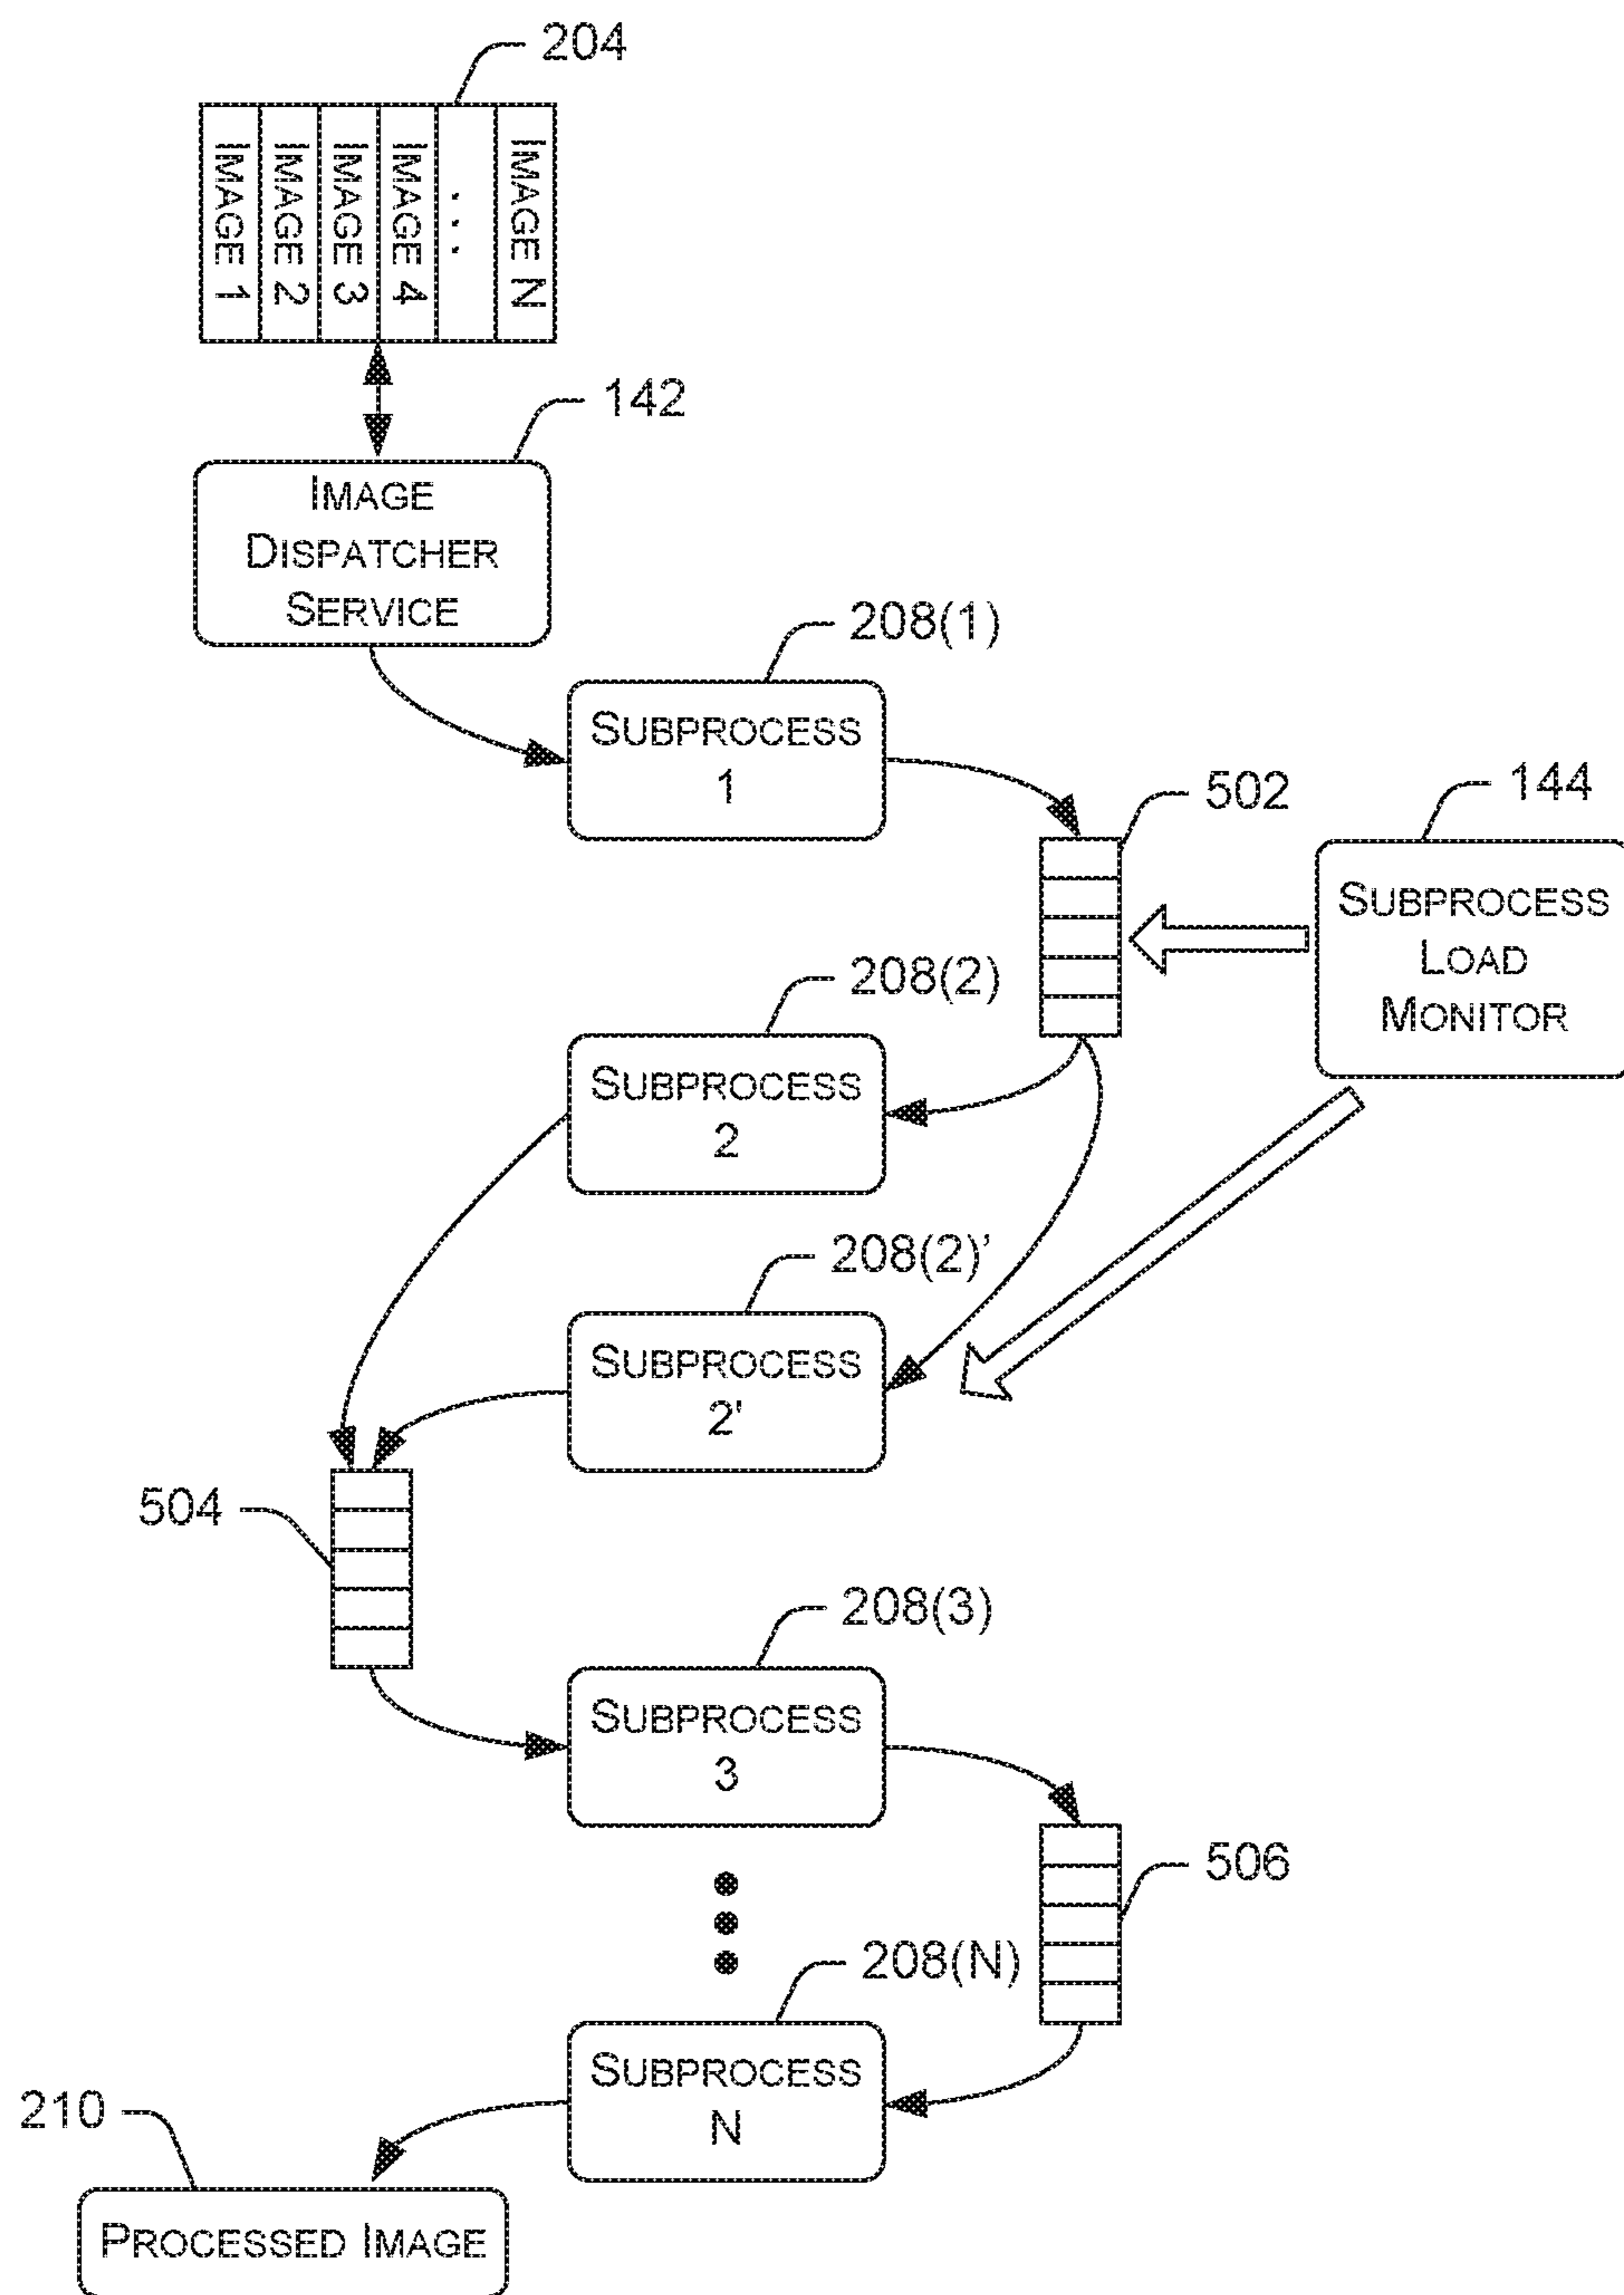 204
IMAGE 1
IMAGE 2
IMAGE 3
IMAGE 4
...
IMAGE N
142
IMAGE
DISPATCHER
SERVICE
208(1)
SUBPROCESS
1
502
144
SUBPROCESS
LOAD
MONITOR
208(2)
SUBPROCESS
2
208(2)'
SUBPROCESS
2'
504
208(3)
SUBPROCESS
3
506
208(N)
SUBPROCESS
N
210
PROCESSED IMAGE